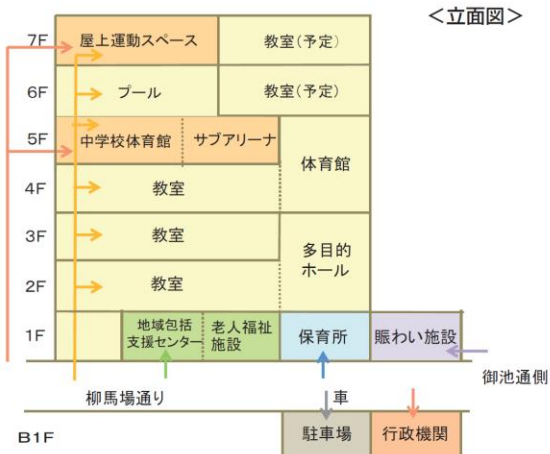 ＜立面図＞
7F 屋上運動スペース 教室（予定）
6F プール 教室（予定）
5F 中学校体育館 サブアリーナ
体育館
4F 教室
3F 教室
多目的
ホール
2F 教室
1F 地域包括
支援センター 老人福祉
施設 保育所 賑わい施設
御池通側
柳馬場通り 車
B1F 駐車場 行政機関